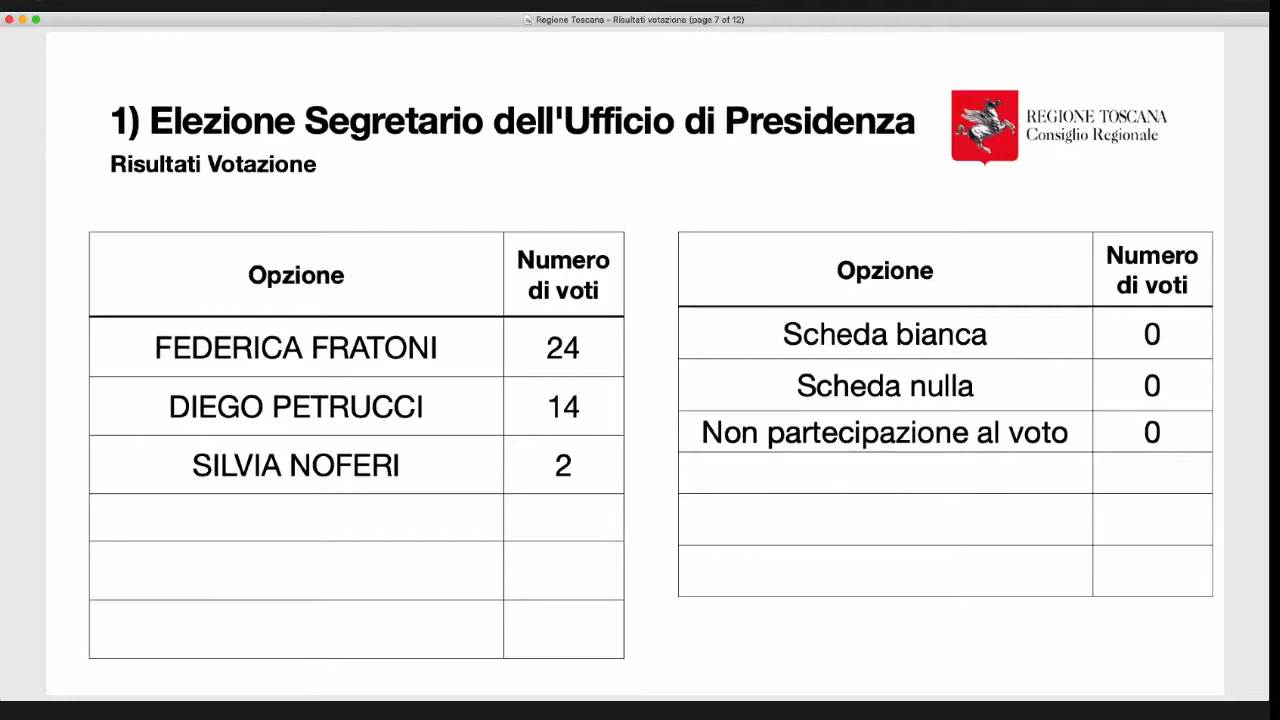 Regione Toscana - Risultati votazione (page 7 of 12)
1) Elezione Segretario dell'Ufficio di Presidenza
Risultati Votazione
REGIONE TOSCANA
Consiglio Regionale
Opzione
Numero
di voti
FEDERICA FRATONI 24
DIEGO PETRUCCI 14
SILVIA NOFERI 2
Opzione
Numero
di voti
Scheda bianca 0
Scheda nulla 0
Non partecipazione al voto 0